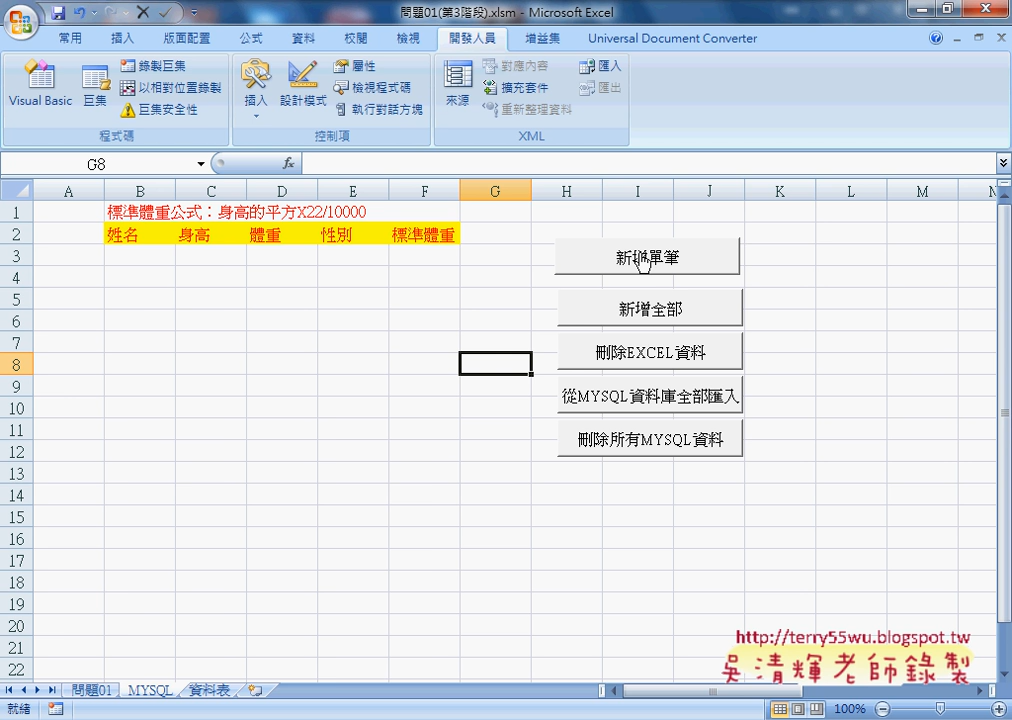 問題01(第3階段).xlsm - Microsoft Excel
常用 插入 版面配置 公式 資料 校閱 檢視 開發人員 增益集 Universal Document Converter
Visual Basic 巨集 錄製巨集 以相對位置錄製 巨集安全性
插入 設計模式 屬性 檢視程式碼 執行對話方塊
來源 對應內容 擴充套件 重新整理資料 匯入 匯出
程式碼 控制項 XML
G8 fx
A B C D E F G H I J K L M N
1 標準體重公式：身高的平方X22/10000
2 姓名 身高 體重 性別 標準體重
3
4
5
6
7
8
9
10
11
12
13
14
15
16
17
18
19
20
21
22
新增單筆
新增全部
刪除EXCEL資料
從MYSQL資料庫全部匯入
刪除所有MYSQL資料
http://terry55wu.blogspot.tw
吳清輝老師錄製
問題01 MYSQL 資料表
就緒 100%